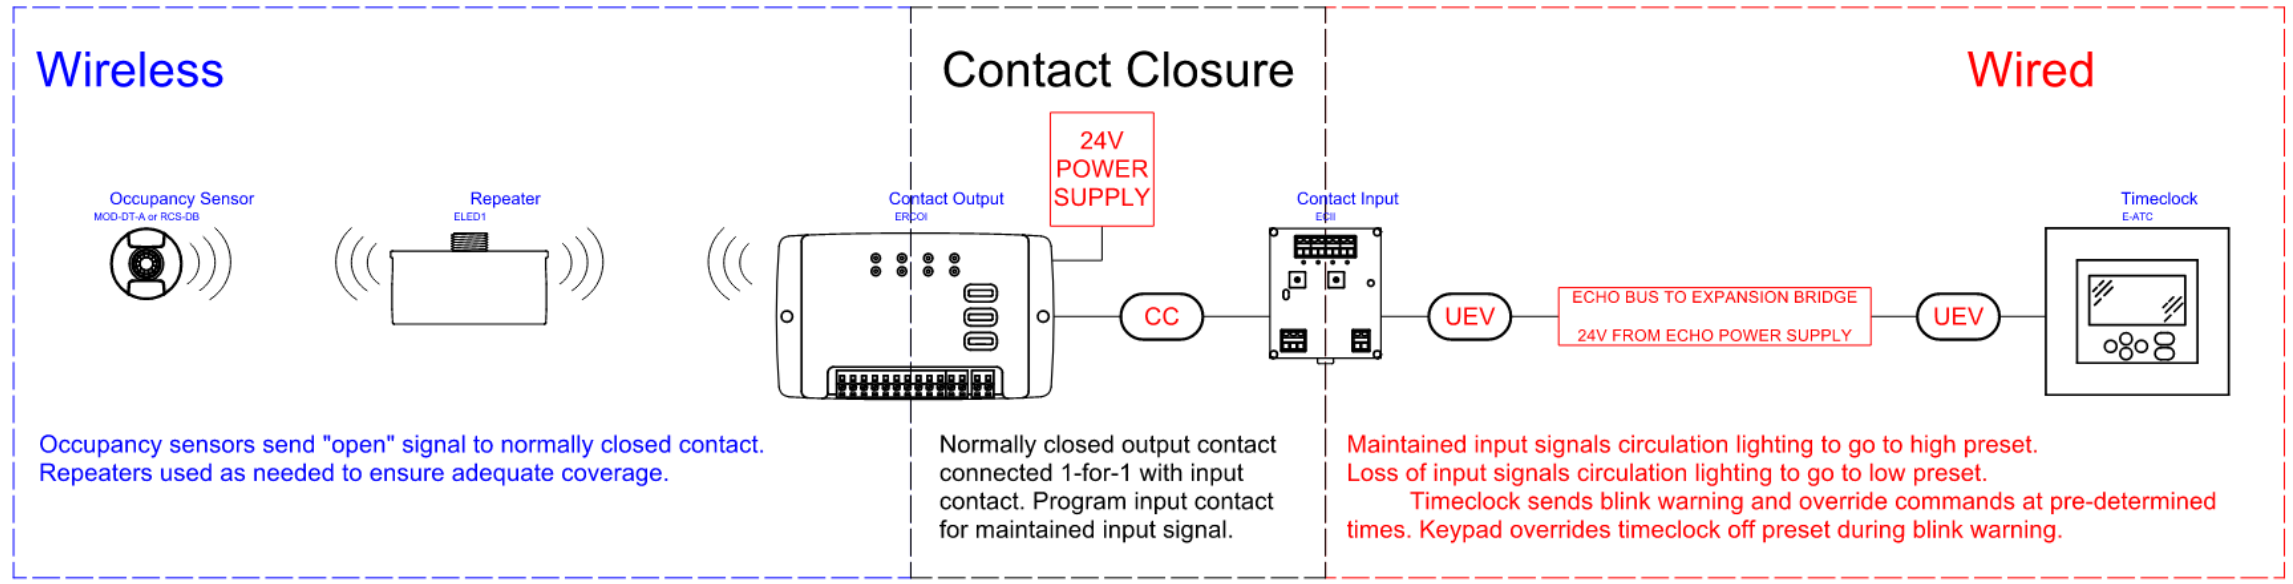 Wireless
Contact Closure
Wired
24V
POWER
SUPPLY
Occupancy Sensor
MOD-DT-A or RCS-DB
Repeater
ELED1
Contact Output
ERCOI
Contact Input
ECII
Timeclock
E-ATC
CC
UEV
ECHO BUS TO EXPANSION BRIDGE
24V FROM ECHO POWER SUPPLY
UEV
Occupancy sensors send "open" signal to normally closed contact.
Repeaters used as needed to ensure adequate coverage.
Normally closed output contact
connected 1-for-1 with input
contact. Program input contact
for maintained input signal.
Maintained input signals circulation lighting to go to high preset.
Loss of input signals circulation lighting to go to low preset.
Timeclock sends blink warning and override commands at pre-determined
times. Keypad overrides timeclock off preset during blink warning.